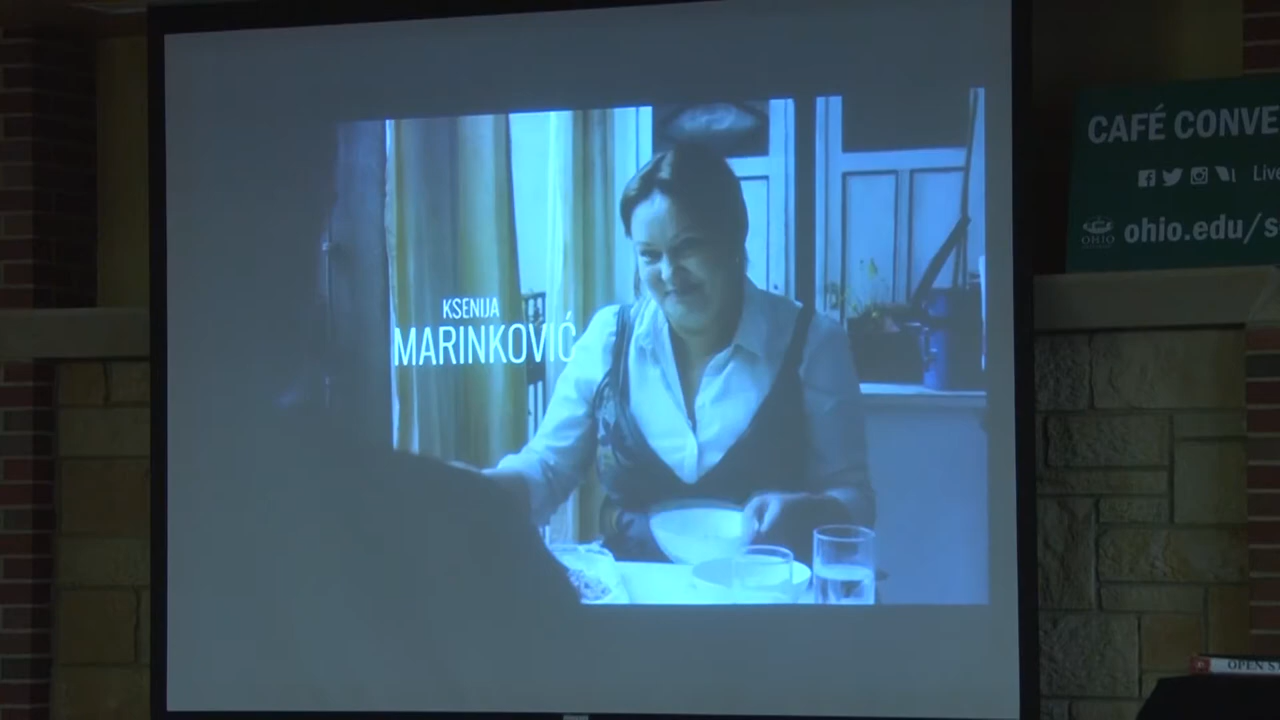 KSENIJA
MARINKOVIĆ
CAFÉ CONVE
Live
OHIO
ohio.edu/s
OPEN S